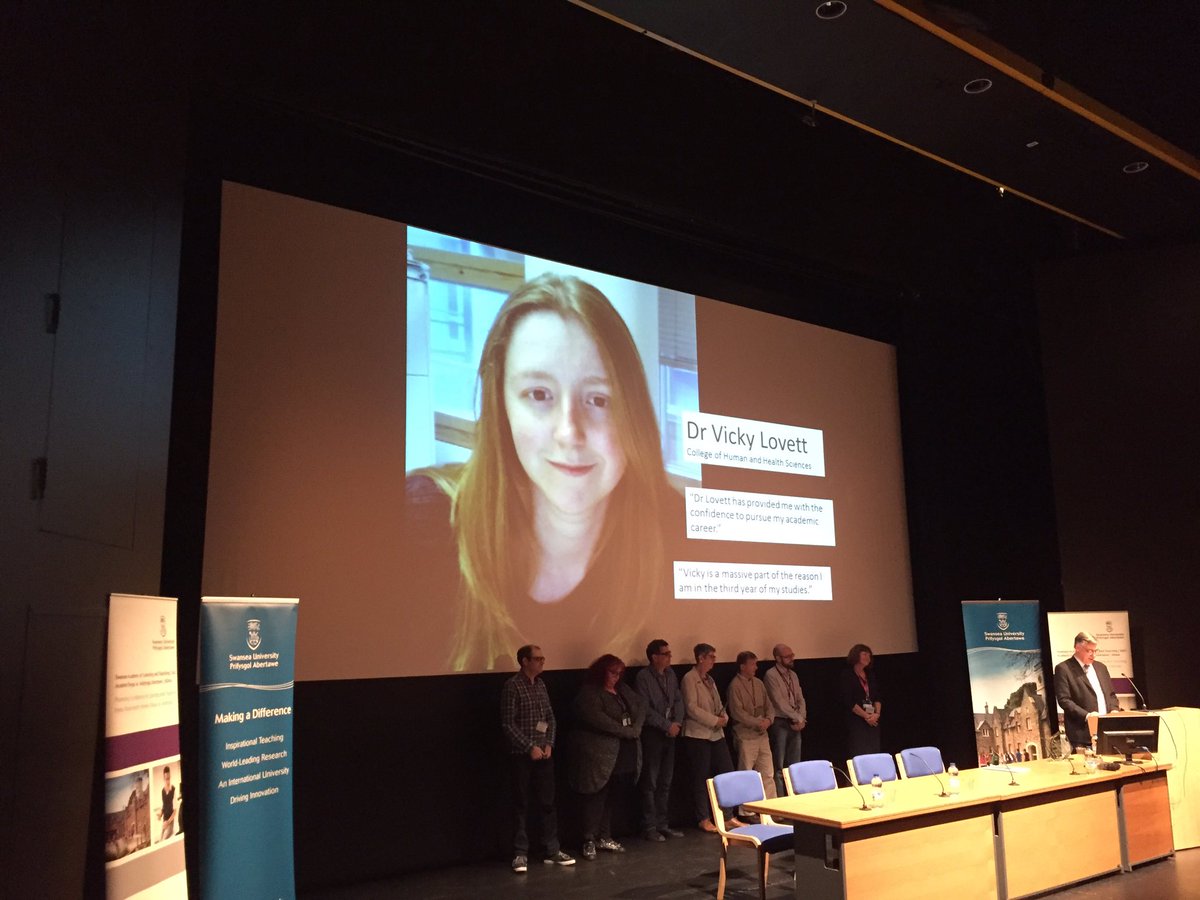 Dr Vicky Lovett
College of Human and Health Sciences
"Dr Lovett has provided me with the
confidence to pursue my academic
career."
"Vicky is a massive part of the reason I
am in the third year of my studies."
Swansea University
Prifysgol Abertawe
Making a Difference
Inspirational Teaching
World-Leading Research
An International University
Driving Innovation
Swansea University
Prifysgol Abertawe